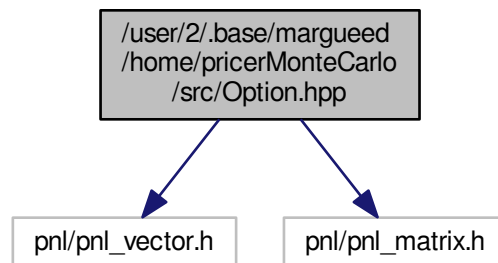 /user/2/.base/margueed
/home/pricerMonteCarlo
/src/Option.hpp
pnl/pnl_vector.h
pnl/pnl_matrix.h